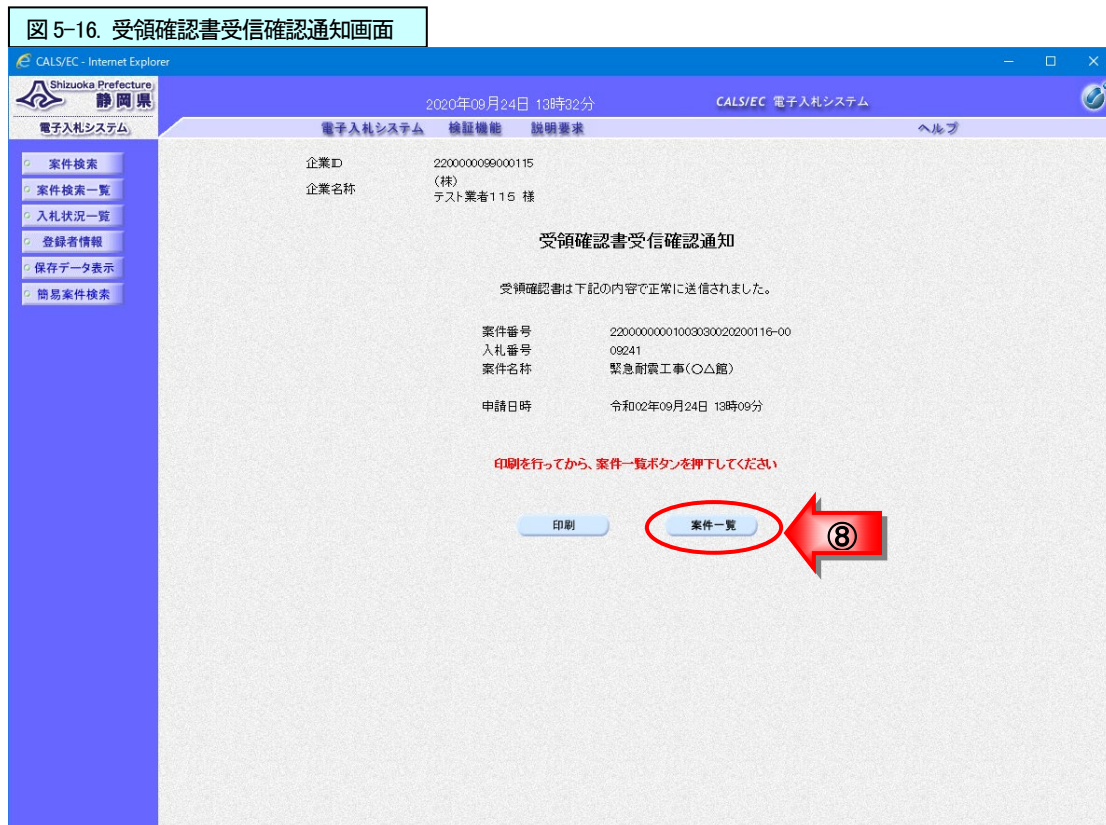 図 5-16. 受領確認書受信確認通知画面
CALS/EC - Internet Explorer
Shizuoka Prefecture
静岡県
2020年09月24日 13時32分
CALS/EC 電子入札システム
電子入札システム
電子入札システム 検証機能 説明要求 ヘルプ
案件検索
案件検索一覧
入札状況一覧
登録者情報
保存データ表示
簡易案件検索
企業ID 2200000099000115
企業名称 (株)
テスト業者115 様
受領確認書受信確認通知
受領確認書は下記の内容で正常に送信されました。
案件番号 2200000001003030020200116-00
入札番号 09241
案件名称 緊急耐震工事(○△館)
申請日時 令和02年09月24日 13時09分
印刷を行ってから、案件一覧ボタンを押下してください
印刷 案件一覧
⑧